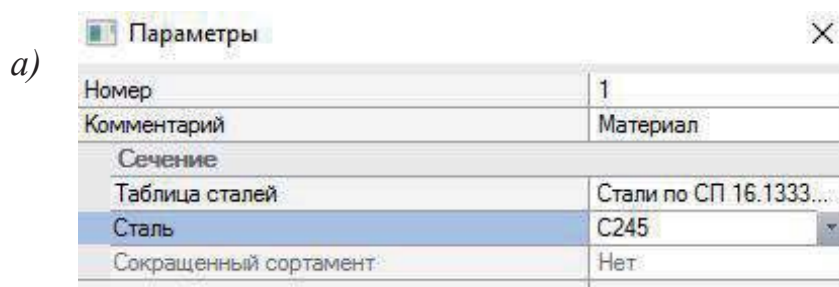 а)
Параметры
Номер 1
Комментарий Материал
Сечение
Таблица сталей Стали по СП 16.1333...
Сталь С245
Сокращенный сортамент Нет